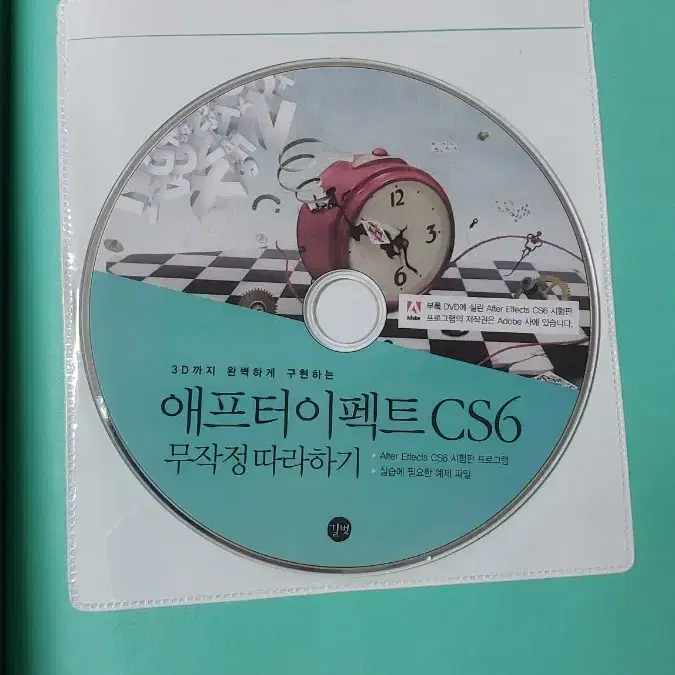 12
3
6
Adobe
부록 DVD에 실린 After Effects CS6 시험판
프로그램의 저작권은 Adobe 사에 있습니다.
3D까지 완벽하게 구현하는
애프터이펙트 CS6
무작정 따라하기
After Effects CS6 시험판 프로그램
실습에 필요한 예제 파일
길벗